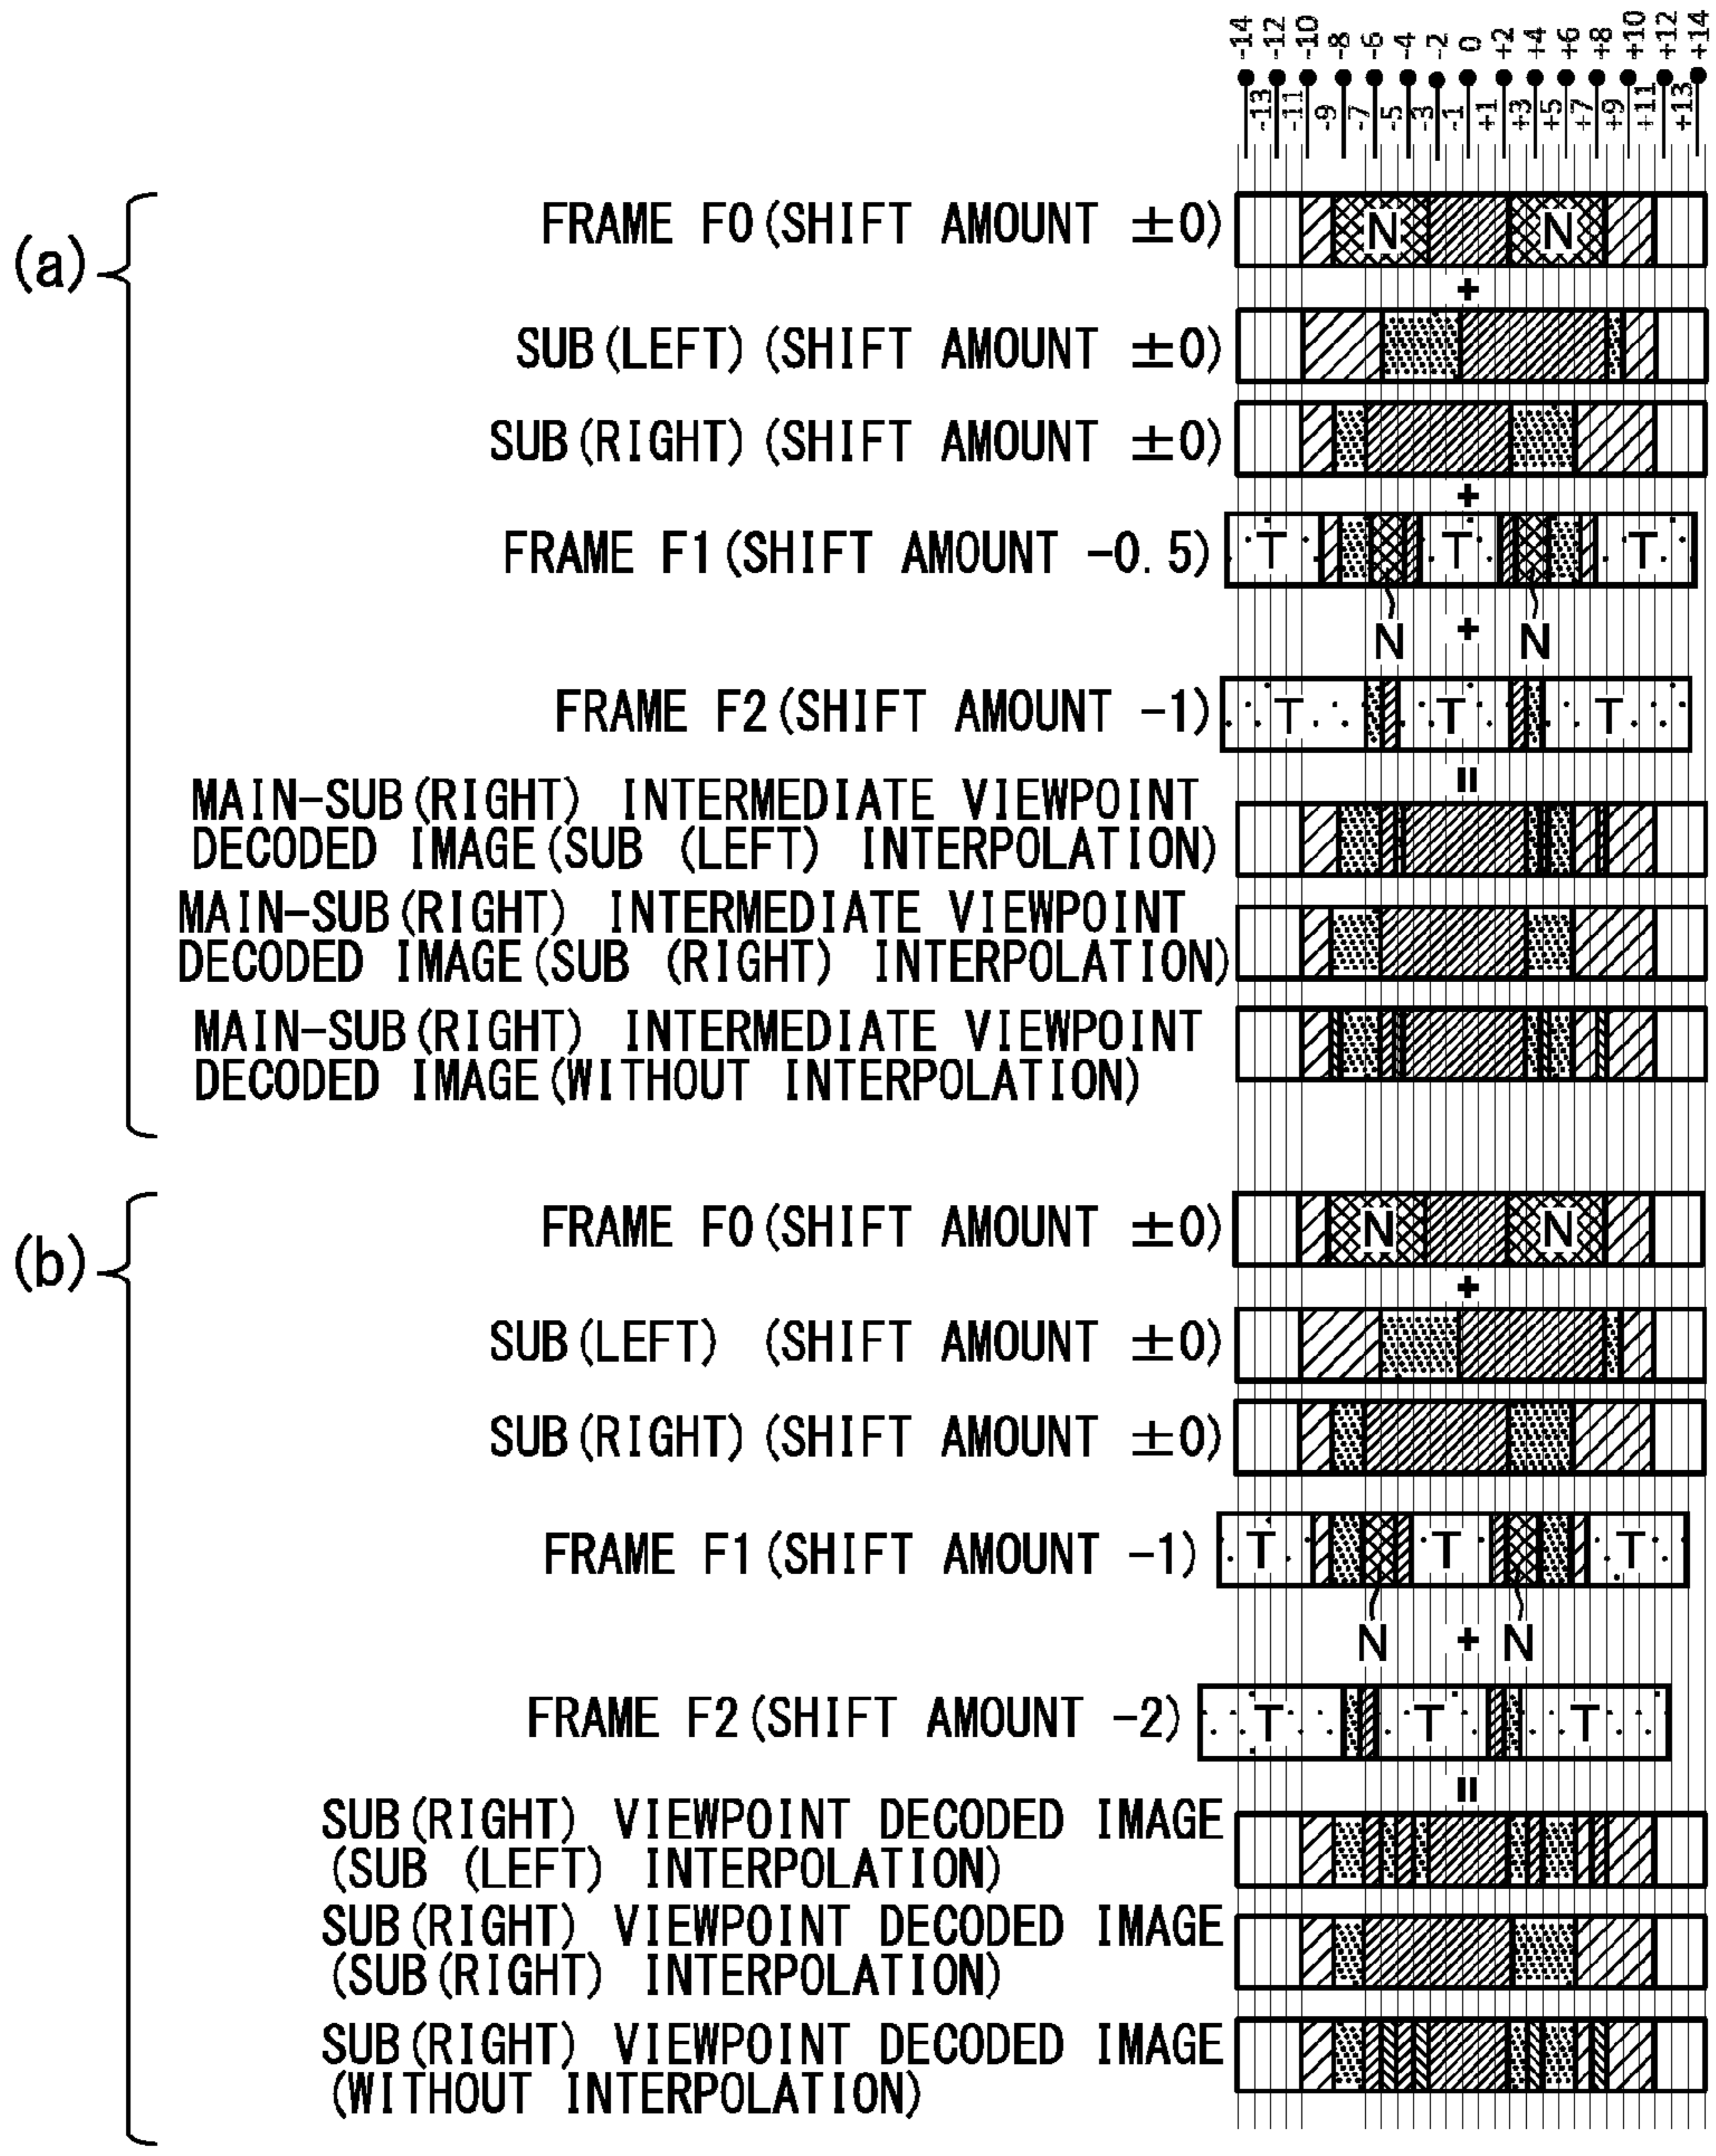 -14 -12 -10 -8 -6 -4 -2 0 +2 +4 +6 +8 +10 +12 +14
-13 -11 -9 -7 -5 -3 -1 +1 +3 +5 +7 +9 +11 +13
(a)
FRAME F0(SHIFT AMOUNT ±0)
N N
+
SUB(LEFT)(SHIFT AMOUNT ±0)
SUB(RIGHT)(SHIFT AMOUNT ±0)
+
FRAME F1(SHIFT AMOUNT -0.5)
T T T
N + N
FRAME F2(SHIFT AMOUNT -1)
T T T
=
MAIN-SUB(RIGHT) INTERMEDIATE VIEWPOINT
DECODED IMAGE(SUB (LEFT) INTERPOLATION)
MAIN-SUB(RIGHT) INTERMEDIATE VIEWPOINT
DECODED IMAGE(SUB (RIGHT) INTERPOLATION)
MAIN-SUB(RIGHT) INTERMEDIATE VIEWPOINT
DECODED IMAGE(WITHOUT INTERPOLATION)
(b)
FRAME F0(SHIFT AMOUNT ±0)
N N
+
SUB(LEFT) (SHIFT AMOUNT ±0)
SUB(RIGHT)(SHIFT AMOUNT ±0)
FRAME F1(SHIFT AMOUNT -1)
T T T
N + N
FRAME F2(SHIFT AMOUNT -2)
T T T
=
SUB(RIGHT) VIEWPOINT DECODED IMAGE
(SUB (LEFT) INTERPOLATION)
SUB(RIGHT) VIEWPOINT DECODED IMAGE
(SUB(RIGHT) INTERPOLATION)
SUB(RIGHT) VIEWPOINT DECODED IMAGE
(WITHOUT INTERPOLATION)